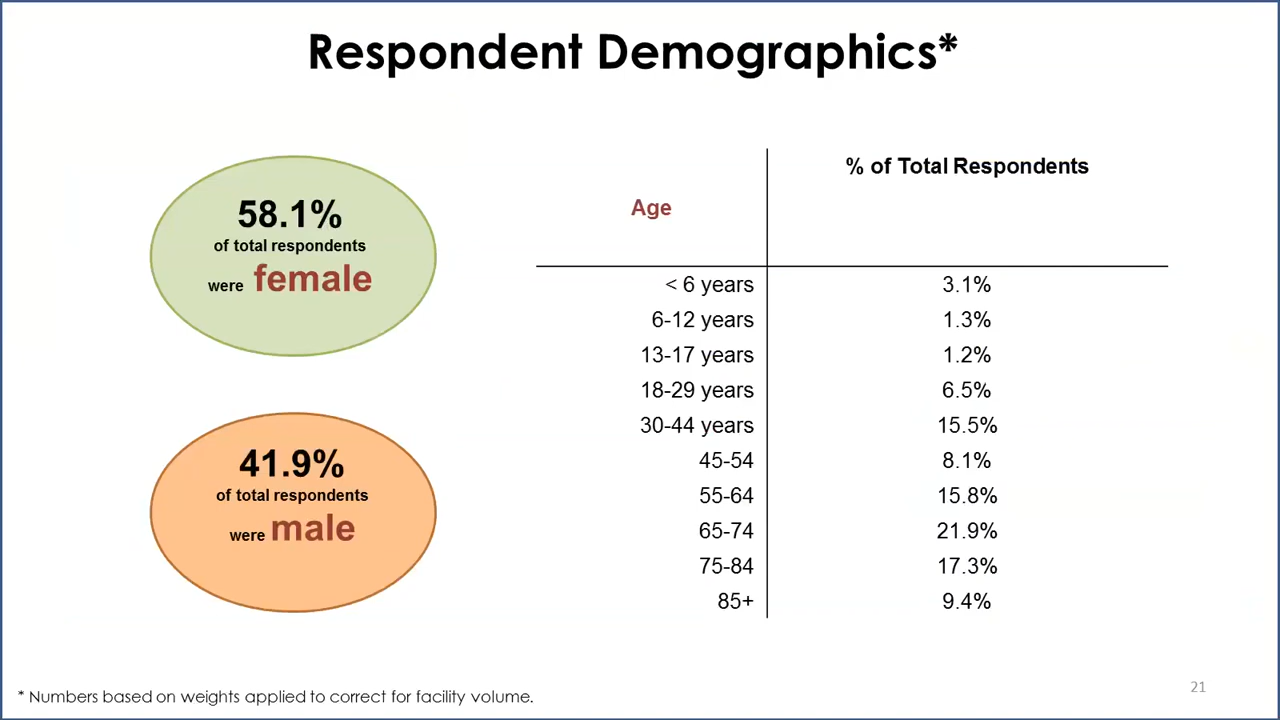 Respondent Demographics*
58.1%
of total respondents
were female
41.9%
of total respondents
were male
% of Total Respondents
Age
< 6 years 3.1%
6-12 years 1.3%
13-17 years 1.2%
18-29 years 6.5%
30-44 years 15.5%
45-54 8.1%
55-64 15.8%
65-74 21.9%
75-84 17.3%
85+ 9.4%
* Numbers based on weights applied to correct for facility volume.
21